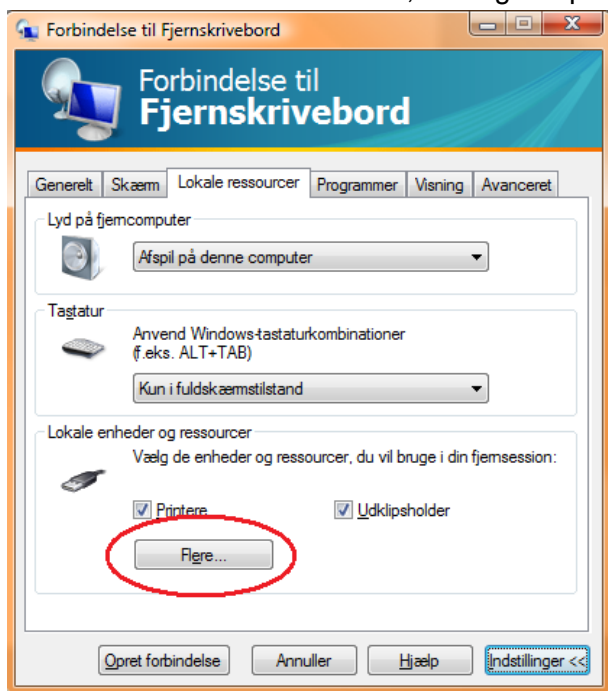 Forbindelse til Fjernskrivebord
Forbindelse til
Fjernskrivebord
Generelt Skærm Lokale ressourcer Programmer Visning Avanceret
Lyd på fjerncomputer
Afspil på denne computer
Tastatur
Anvend Windows-tastaturkombinationer
(f.eks. ALT+TAB)
Kun i fuldskærmstilstand
Lokale enheder og ressourcer
Vælg de enheder og ressourcer, du vil bruge i din fjernsession:
Printere Udklipsholder
Flere...
Opret forbindelse Annuller Hjælp Indstillinger <<